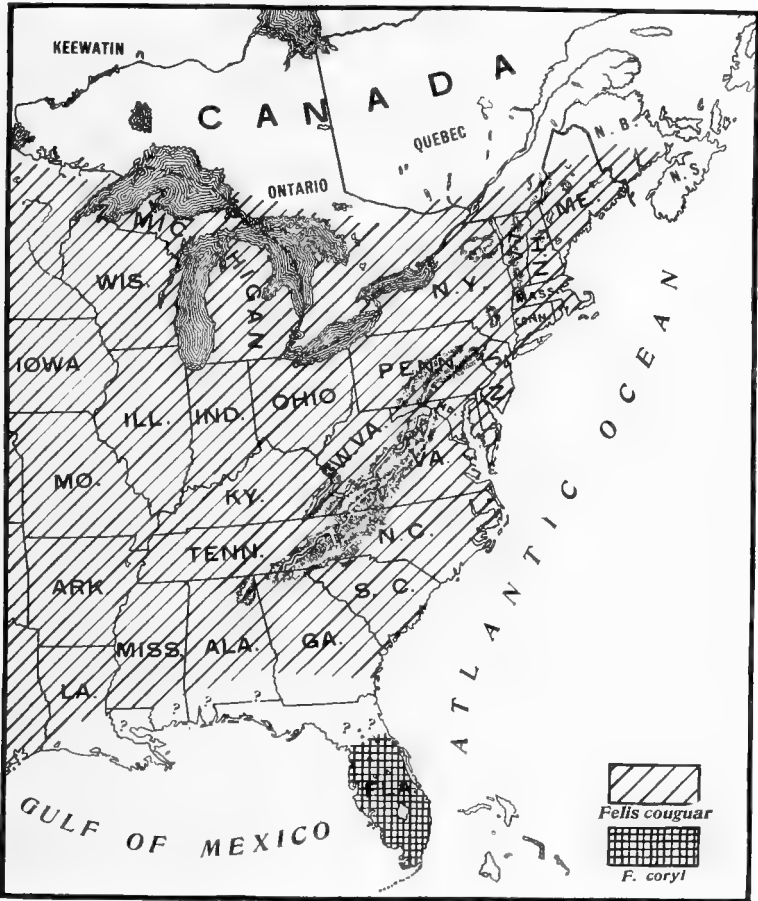 KEEWATIN
CANADA
QUEBEC
ONTARIO
N.B.
N.S.
ME.
MICHIGAN
WIS.
N.Y.
N.H.
MASS.
CONN.
IOWA
PENN.
N.J.
ILL.
IND.
OHIO
W.VA.
VA.
MO.
KY.
N.C.
TENN.
ARK
S.C.
MISS.
ALA.
GA.
LA.
? ? ? ? ? ?
FLA.
ATLANTIC OCEAN
GULF OF MEXICO
Felis couguar
F. coryi